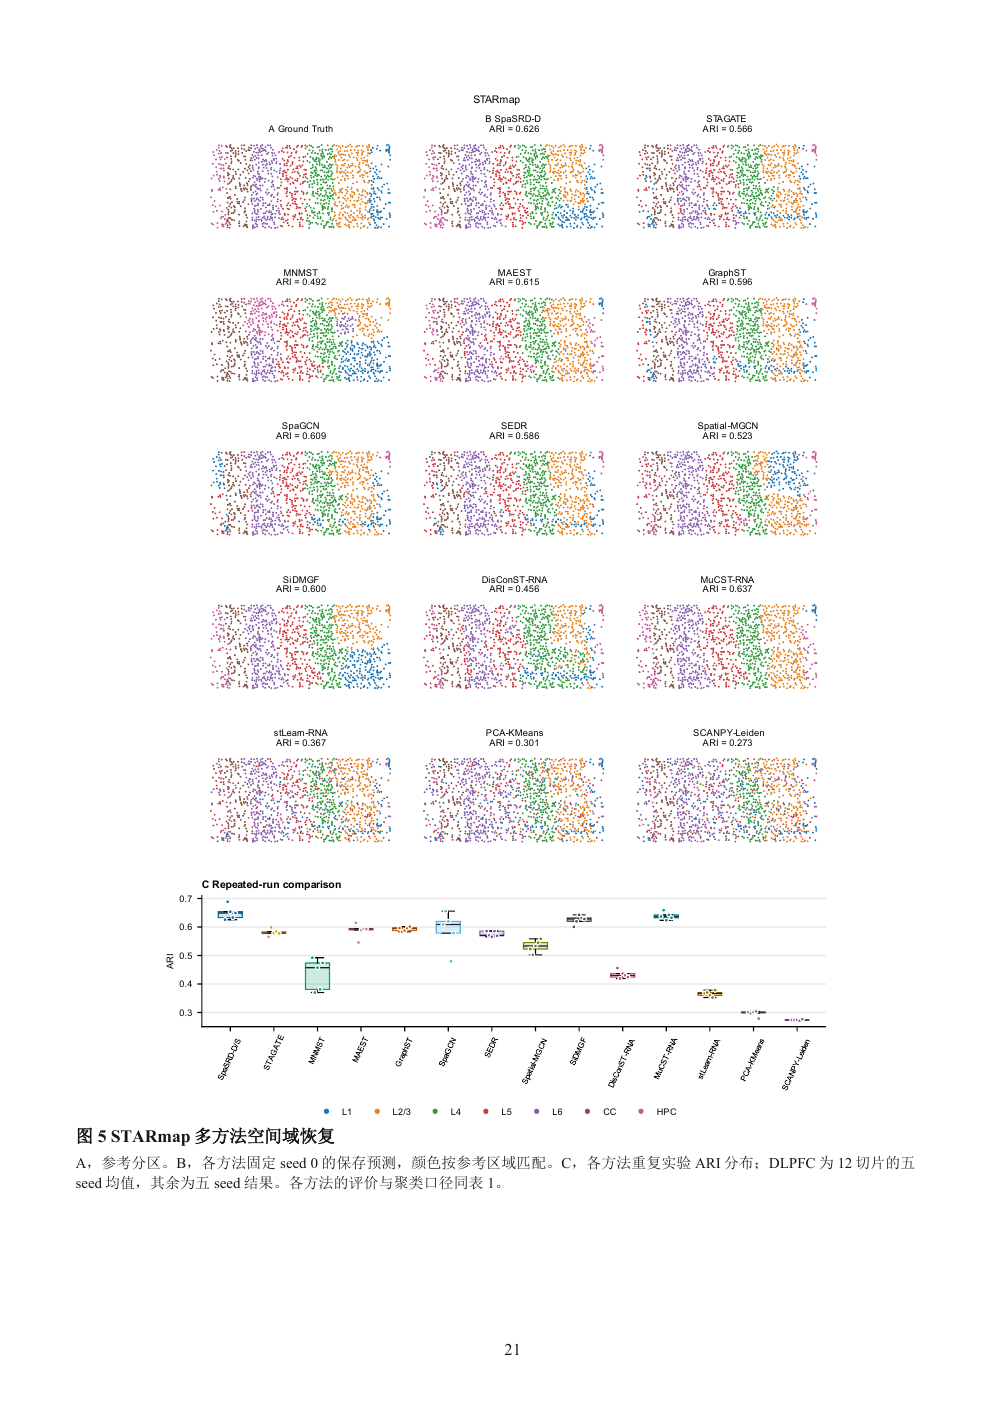 STARmap
A Ground Truth
B SpaSRD-D
ARI = 0.626
STAGATE
ARI = 0.566
MNMST
ARI = 0.492
MAEST
ARI = 0.615
GraphST
ARI = 0.596
SpaGCN
ARI = 0.609
SEDR
ARI = 0.586
Spatial-MGCN
ARI = 0.523
SiDMGF
ARI = 0.600
DisConST-RNA
ARI = 0.456
MuCST-RNA
ARI = 0.637
stLearn-RNA
ARI = 0.367
PCA-KMeans
ARI = 0.301
SCANPY-Leiden
ARI = 0.273
C Repeated-run comparison
ARI
0.7
0.6
0.5
0.4
0.3
SpaSRD-D/S
STAGATE
MNMST
MAEST
GraphST
SpaGCN
SEDR
Spatial-MGCN
SiDMGF
DisConST-RNA
MuCST-RNA
stLearn-RNA
PCA-KMeans
SCANPY-Leiden
L1 L2/3 L4 L5 L6 CC HPC
图 5 STARmap 多方法空间域恢复
A，参考分区。B，各方法固定 seed 0 的保存预测，颜色按参考区域匹配。C，各方法重复实验 ARI 分布；DLPFC 为 12 切片的五
seed 均值，其余为五 seed 结果。各方法的评价与聚类口径同表 1。
21